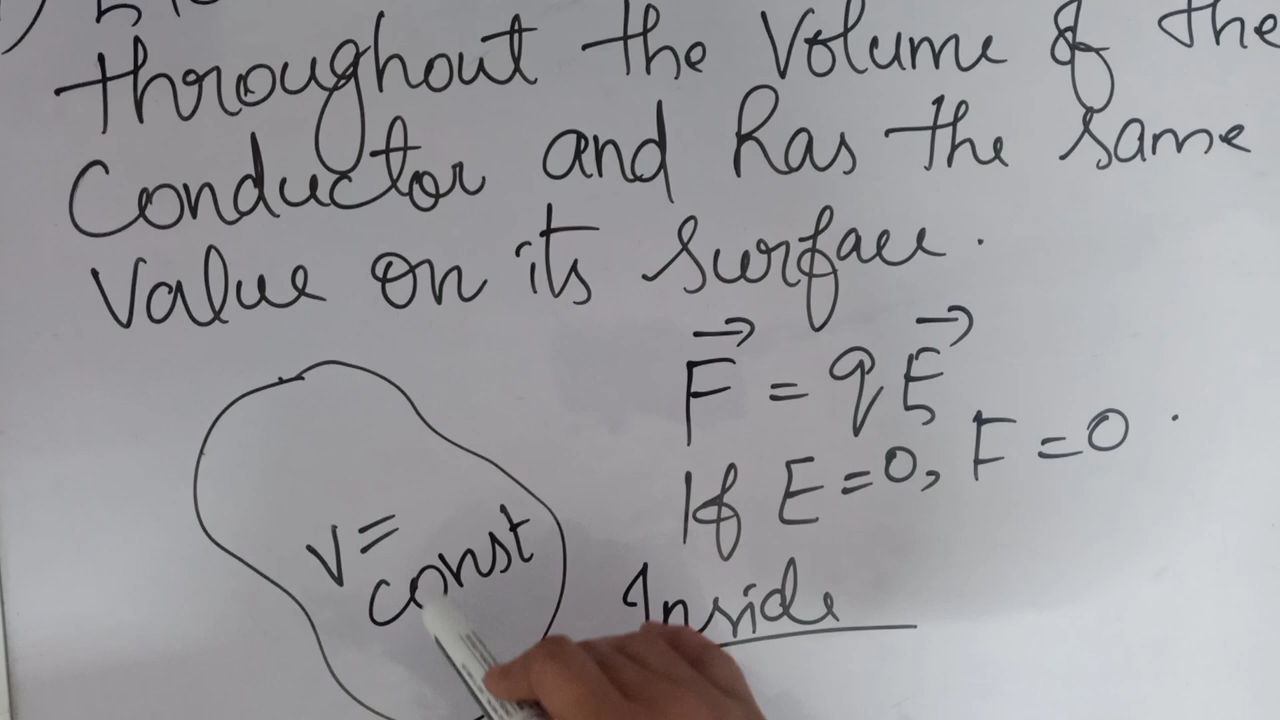 throughout the Volume of the
Conductor and has the same
Value on its surface.
F = qE
If E = 0, F = 0.
Inside
V =
const